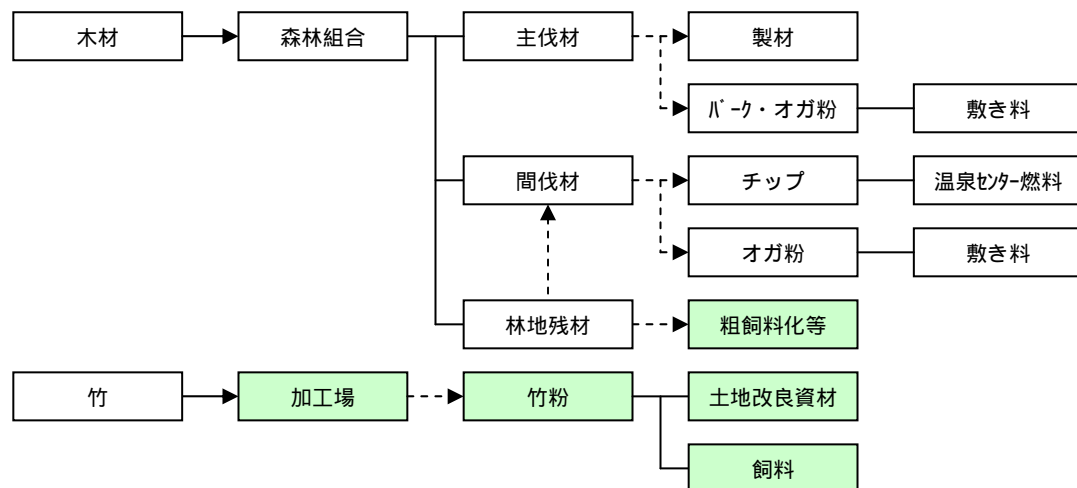 木材
森林組合
主伐材
製材
ﾊﾞｰｸ・オガ粉
敷き料
間伐材
チップ
温泉ｾﾝﾀｰ燃料
オガ粉
敷き料
林地残材
粗飼料化等
竹
加工場
竹粉
土地改良資材
飼料